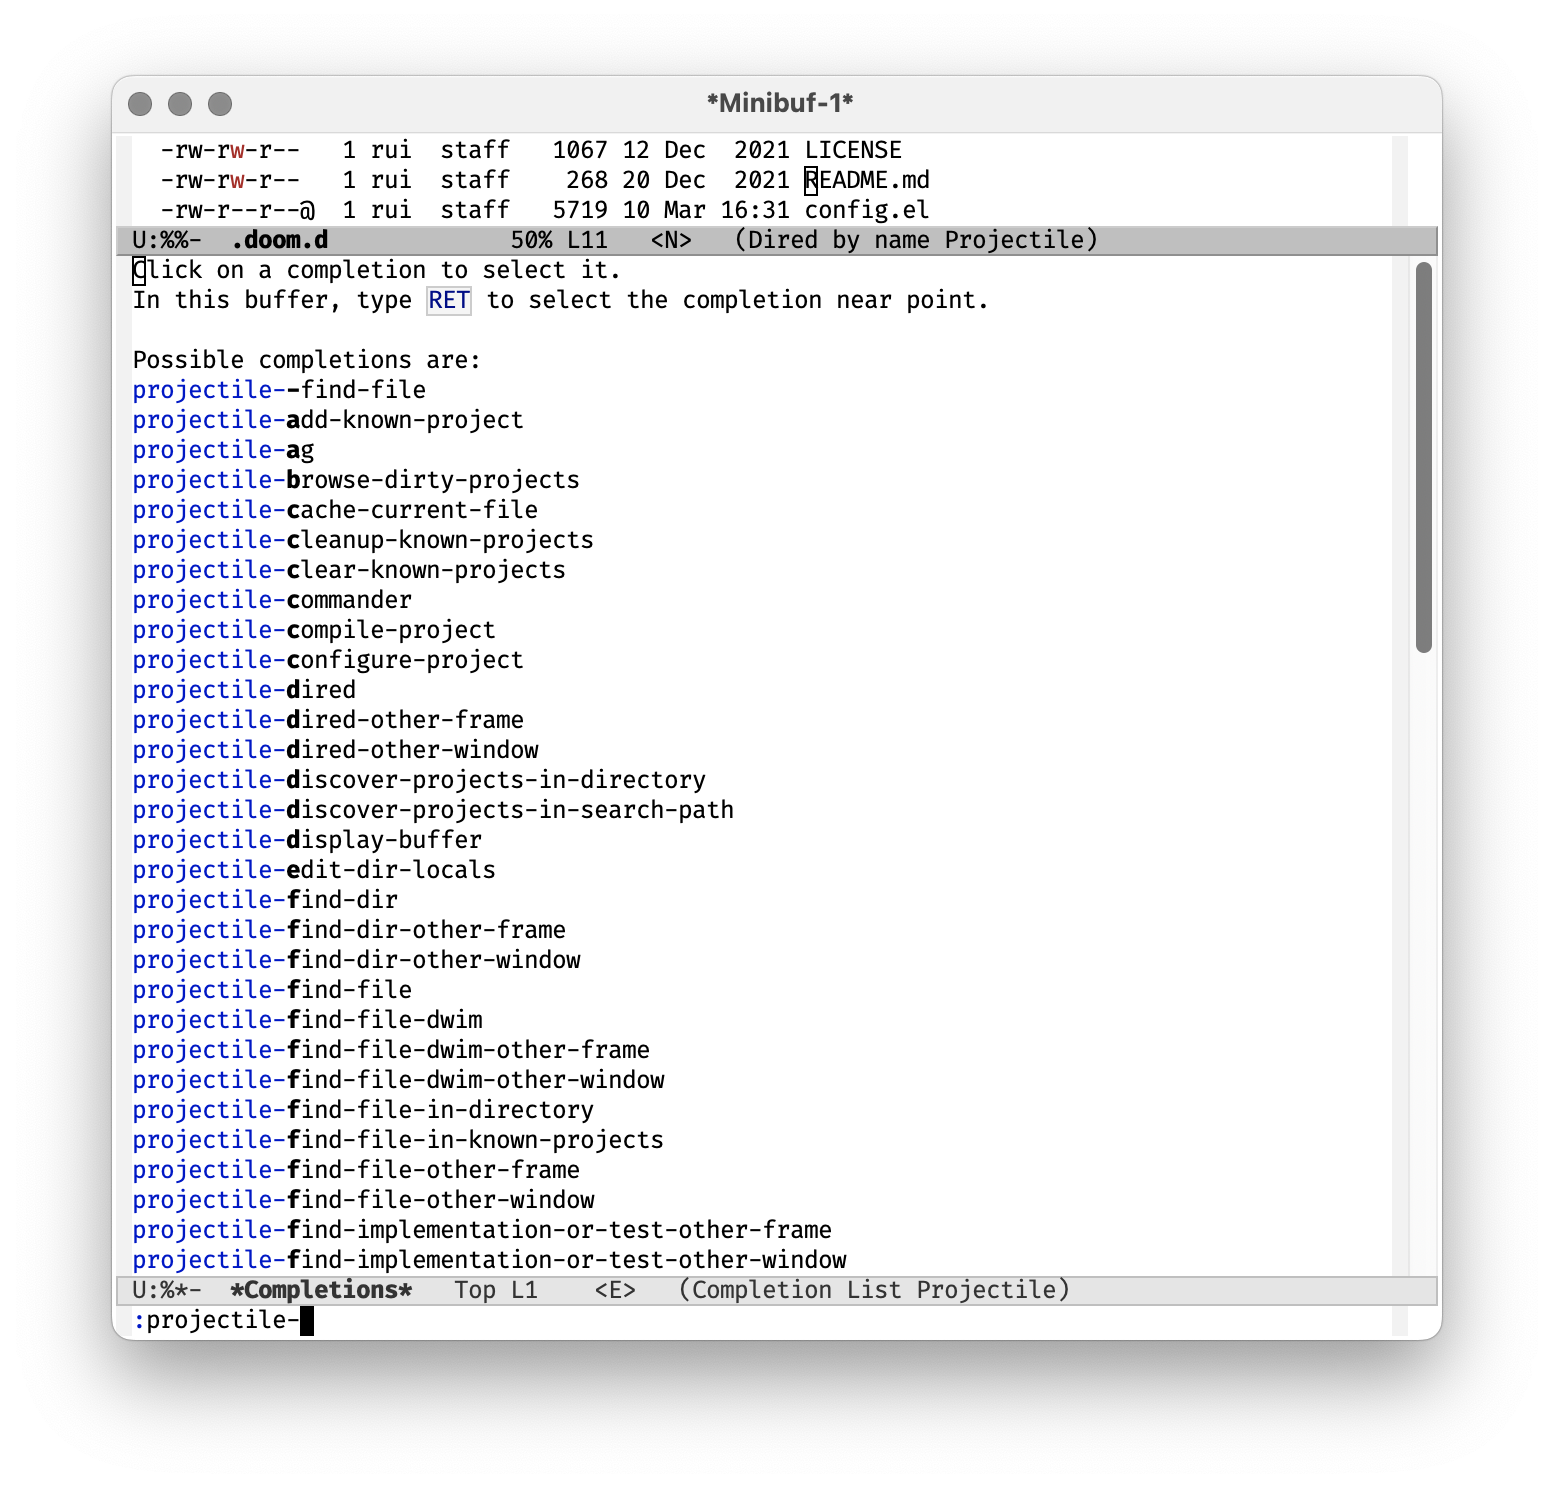 *Minibuf-1*
-rw-rw-r--   1 rui  staff   1067 12 Dec  2021 LICENSE
-rw-rw-r--   1 rui  staff    268 20 Dec  2021 README.md
-rw-r--r--@  1 rui  staff   5719 10 Mar 16:31 config.el
U:%%-  .doom.d             50% L11   <N>   (Dired by name Projectile)
Click on a completion to select it.
In this buffer, type RET to select the completion near point.

Possible completions are:
projectile--find-file
projectile-add-known-project
projectile-ag
projectile-browse-dirty-projects
projectile-cache-current-file
projectile-cleanup-known-projects
projectile-clear-known-projects
projectile-commander
projectile-compile-project
projectile-configure-project
projectile-dired
projectile-dired-other-frame
projectile-dired-other-window
projectile-discover-projects-in-directory
projectile-discover-projects-in-search-path
projectile-display-buffer
projectile-edit-dir-locals
projectile-find-dir
projectile-find-dir-other-frame
projectile-find-dir-other-window
projectile-find-file
projectile-find-file-dwim
projectile-find-file-dwim-other-frame
projectile-find-file-dwim-other-window
projectile-find-file-in-directory
projectile-find-file-in-known-projects
projectile-find-file-other-frame
projectile-find-file-other-window
projectile-find-implementation-or-test-other-frame
projectile-find-implementation-or-test-other-window
U:%*-  *Completions*   Top L1    <E>   (Completion List Projectile)
:projectile-